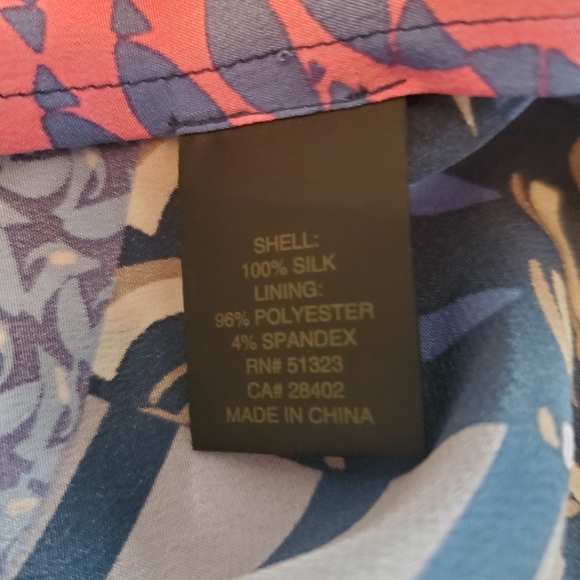 SHELL:
100% SILK
LINING:
96% POLYESTER
4% SPANDEX
RN# 51323
CA# 28402
MADE IN CHINA